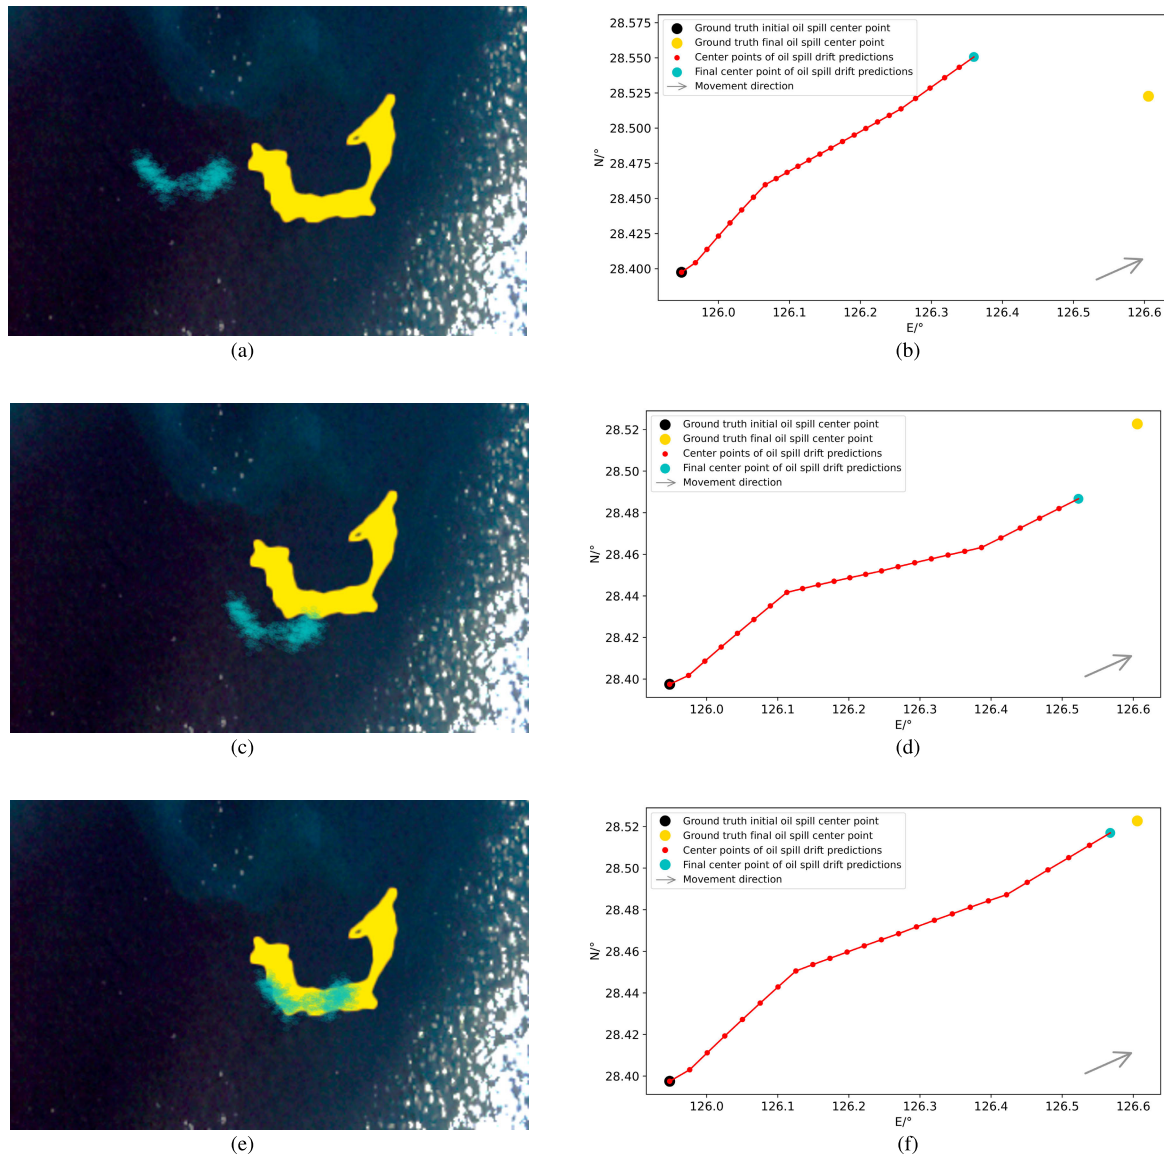 28.575
28.550
28.525
28.500
28.475
28.450
28.425
28.400
N/°
Ground truth initial oil spill center point
Ground truth final oil spill center point
Center points of oil spill drift predictions
Final center point of oil spill drift predictions
Movement direction
126.0 126.1 126.2 126.3 126.4 126.5 126.6
E/°
(a)
(b)
28.52
28.50
28.48
28.46
28.44
28.42
28.40
N/°
Ground truth initial oil spill center point
Ground truth final oil spill center point
Center points of oil spill drift predictions
Final center point of oil spill drift predictions
Movement direction
126.0 126.1 126.2 126.3 126.4 126.5 126.6
E/°
(c)
(d)
28.52
28.50
28.48
28.46
28.44
28.42
28.40
N/°
Ground truth initial oil spill center point
Ground truth final oil spill center point
Center points of oil spill drift predictions
Final center point of oil spill drift predictions
Movement direction
126.0 126.1 126.2 126.3 126.4 126.5 126.6
E/°
(e)
(f)